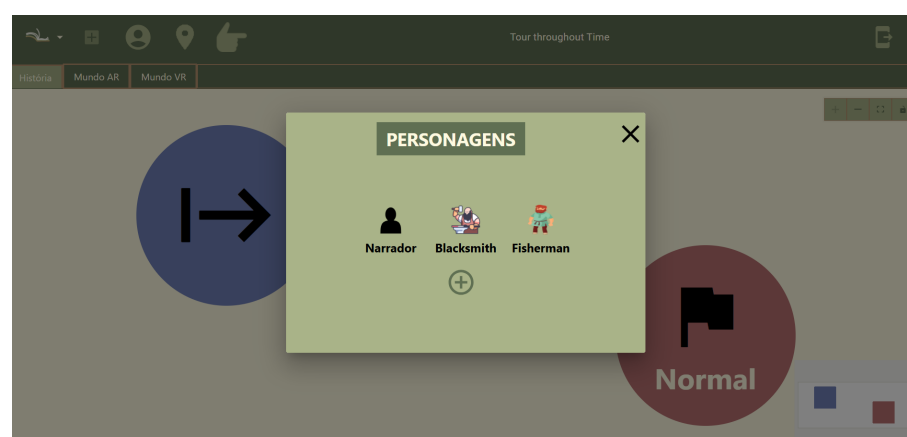 Tour throughout Time
História Mundo AR Mundo VR
PERSONAGENS
Narrador Blacksmith Fisherman
Normal